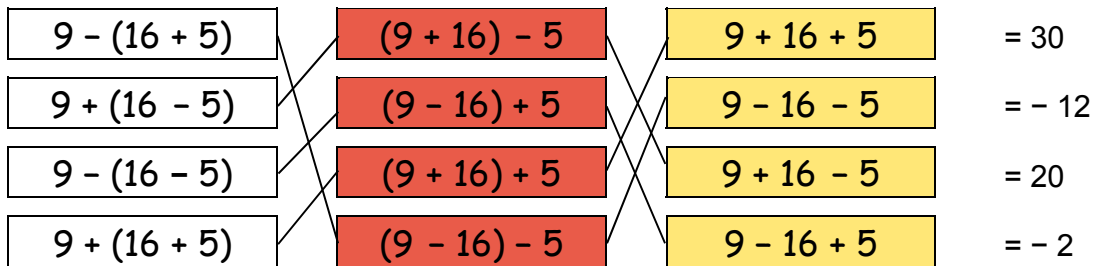 9 – (16 + 5) (9 + 16) – 5 9 + 16 + 5 = 30
9 + (16 – 5) (9 – 16) + 5 9 – 16 – 5 = – 12
9 – (16 – 5) (9 + 16) + 5 9 + 16 – 5 = 20
9 + (16 + 5) (9 – 16) – 5 9 – 16 + 5 = – 2